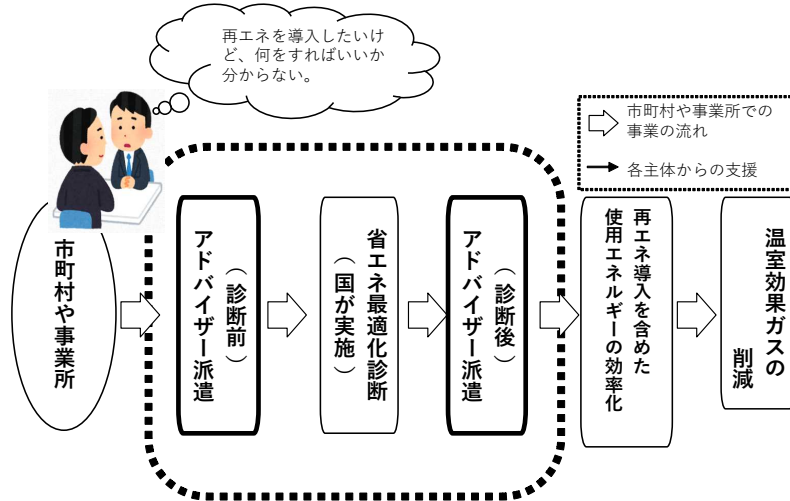 再エネを導入したいけ
ど、何をすればいいか
分からない。
市町村や事業所での
事業の流れ
各主体からの支援
市町村や事業所
アドバイザー派遣
（診断前）
省エネ最適化診断
（国が実施）
アドバイザー派遣
（診断後）
再エネ導入を含めた
使用エネルギーの効率化
温室効果ガスの
削減